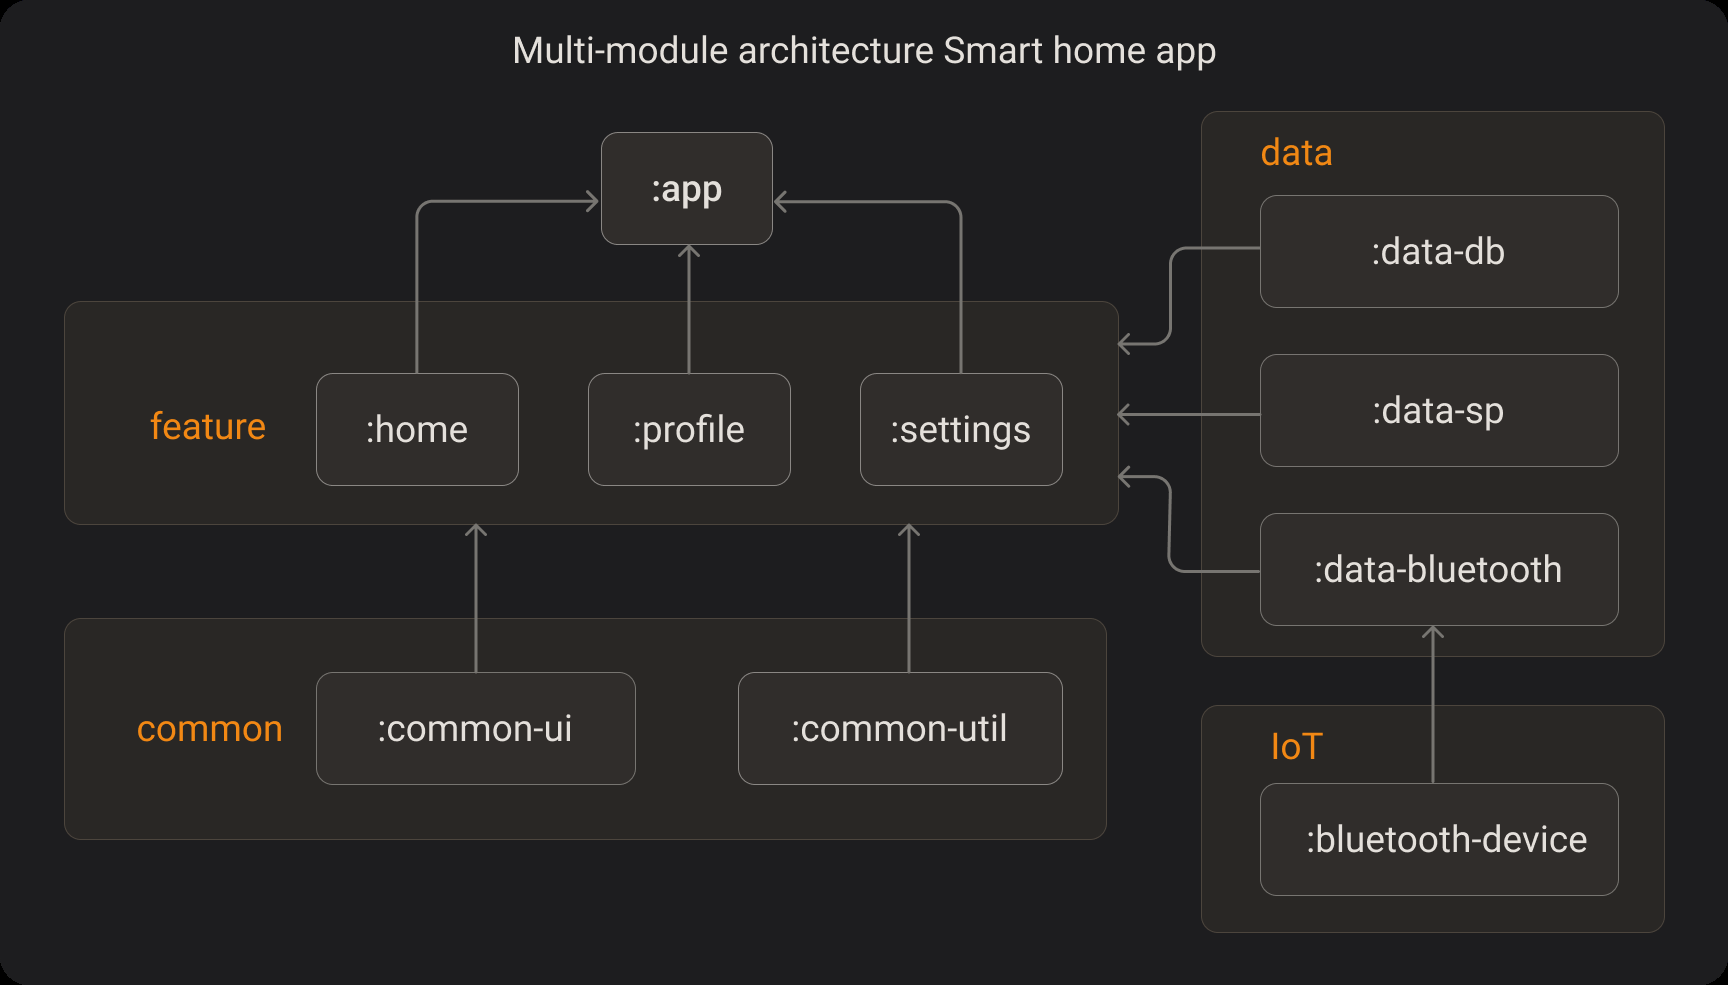 Multi-module architecture Smart home app
:app
feature
:home
:profile
:settings
common
:common-ui
:common-util
data
:data-db
:data-sp
:data-bluetooth
IoT
:bluetooth-device